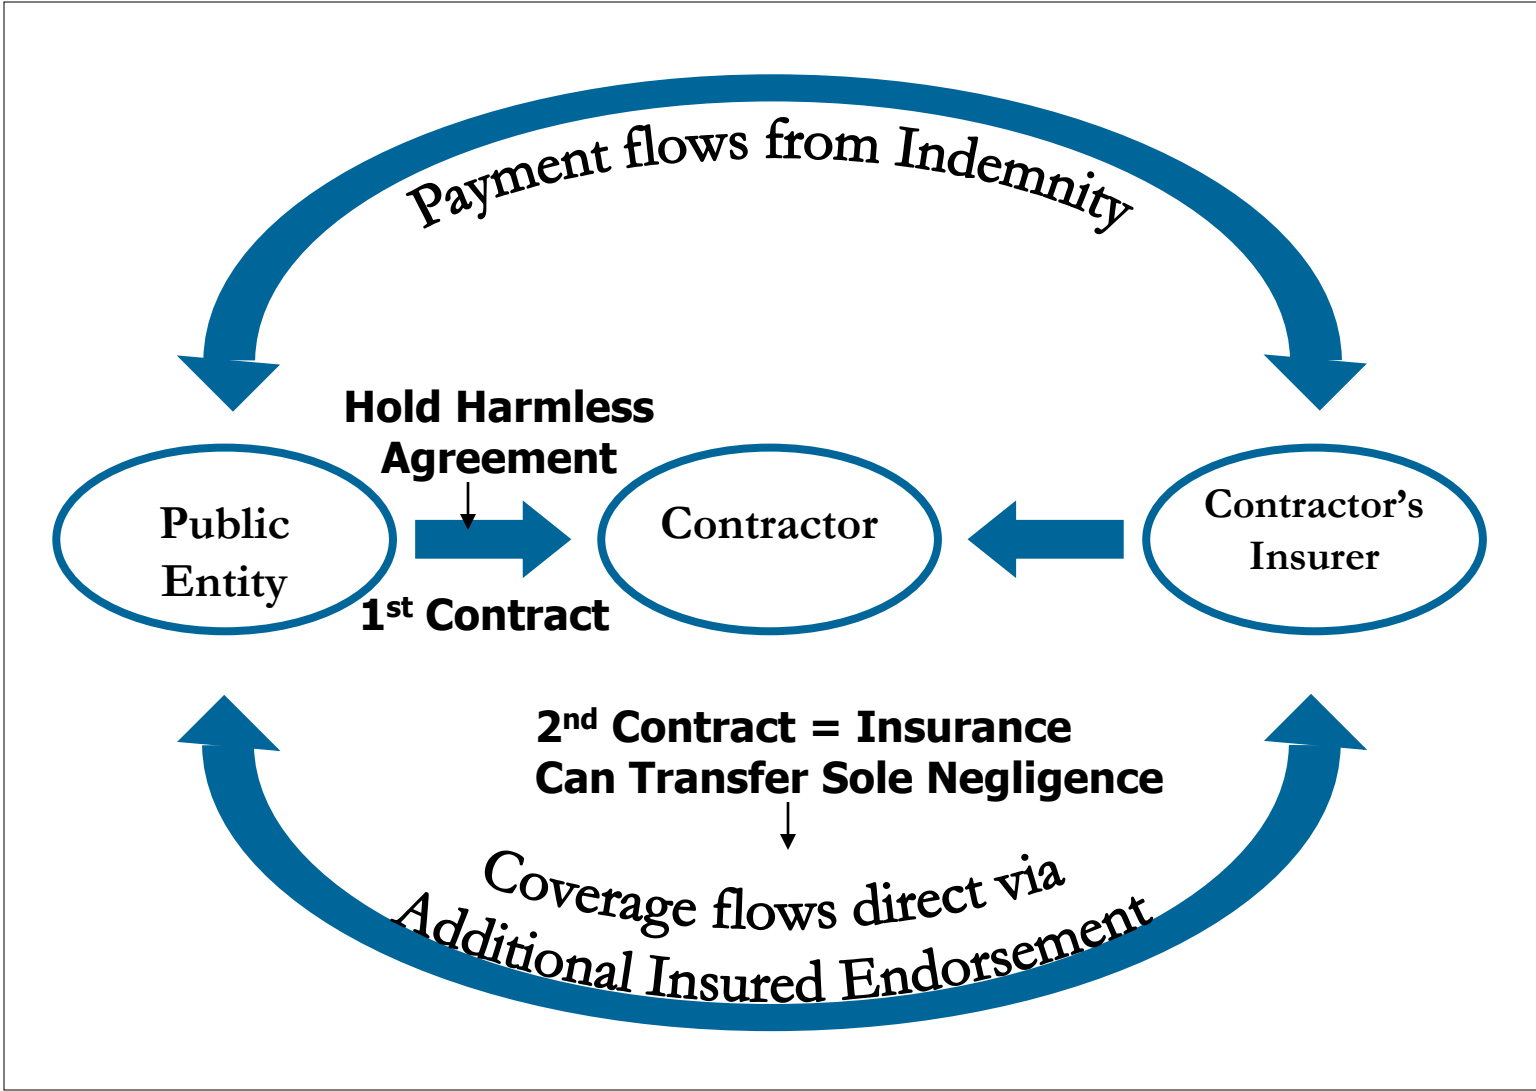 Payment flows from Indemnity
Hold Harmless
Agreement
Public
Entity
Contractor
Contractor’s
Insurer
1st Contract
2nd Contract = Insurance
Can Transfer Sole Negligence
Coverage flows direct via
Additional Insured Endorsement